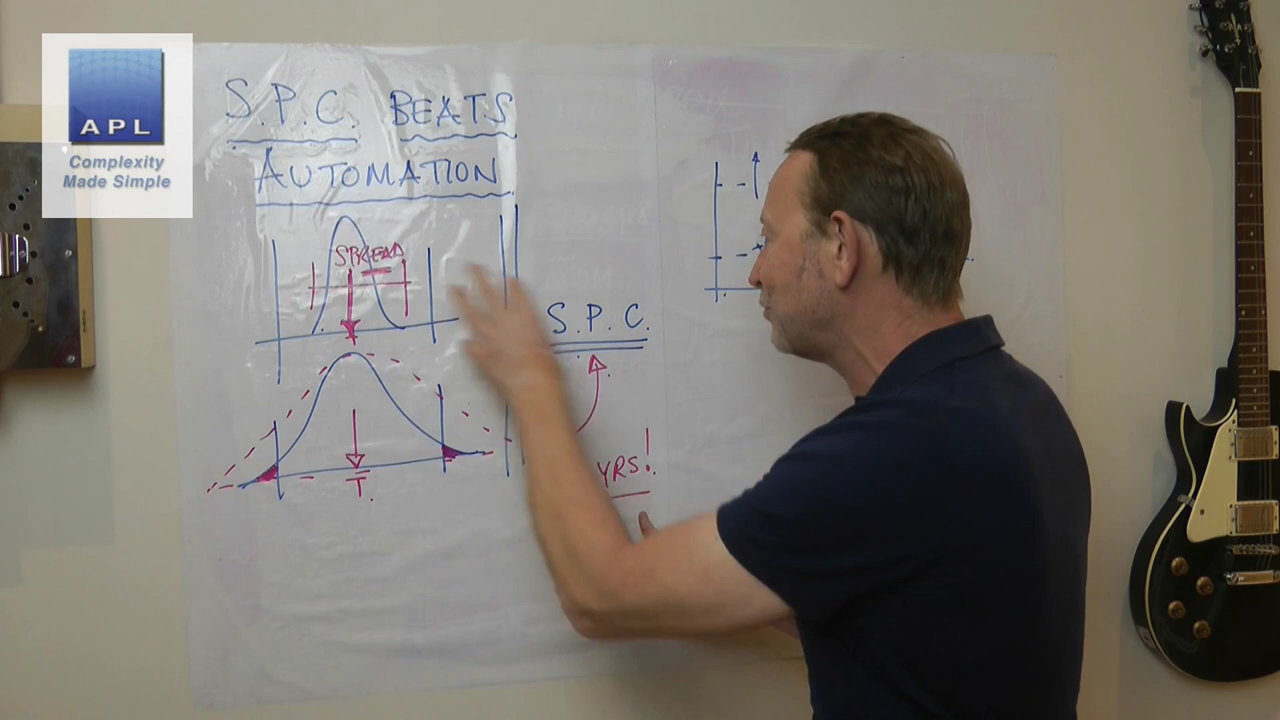 APL
Complexity
Made Simple
S.P.C. BEATS
AUTOMATION
SPREAD
S.P.C.
YRS!
T.